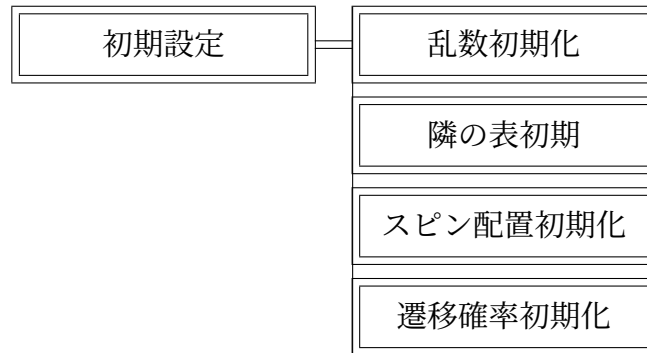 初期設定
乱数初期化
隣の表初期
スピン配置初期化
遷移確率初期化